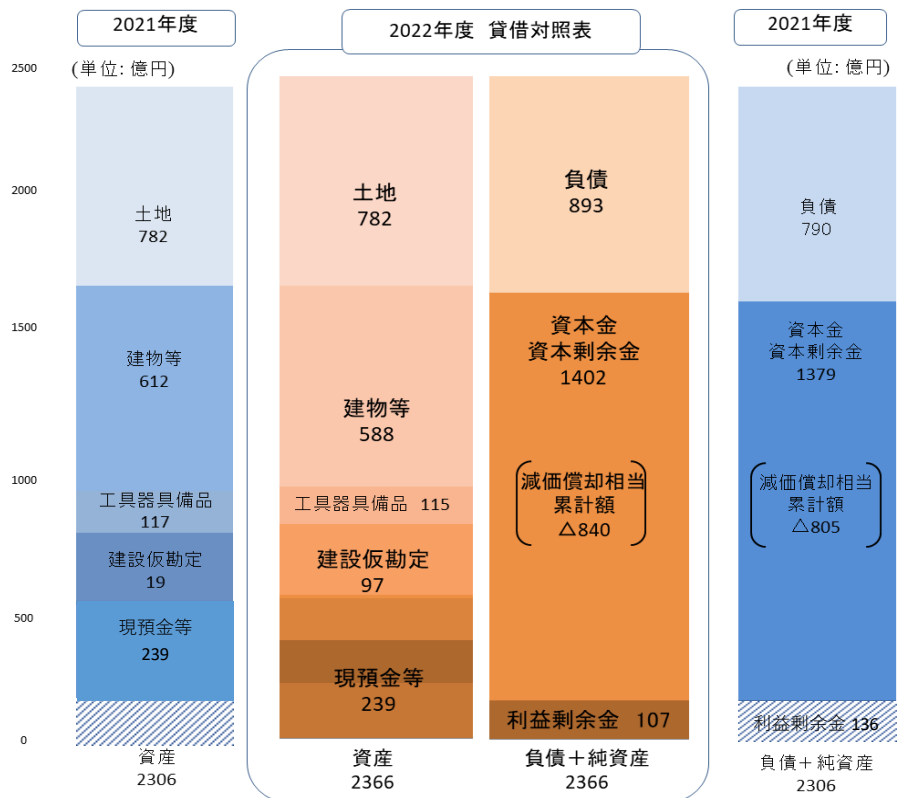 2021年度
2022年度 貸借対照表
2021年度
(単位: 億円)
(単位: 億円)
2500
2000
1500
1000
500
0
土地
782
建物等
612
工具器具備品
117
建設仮勘定
19
現預金等
239
資産
2306
土地
782
建物等
588
工具器具備品 115
建設仮勘定
97
現預金等
239
資産
2366
負債
893
資本金
資本剰余金
1402
減価償却相当
累計額
△840
利益剰余金 107
負債＋純資産
2366
負債
790
資本金
資本剰余金
1379
減価償却相当
累計額
△805
利益剰余金 136
負債＋純資産
2306